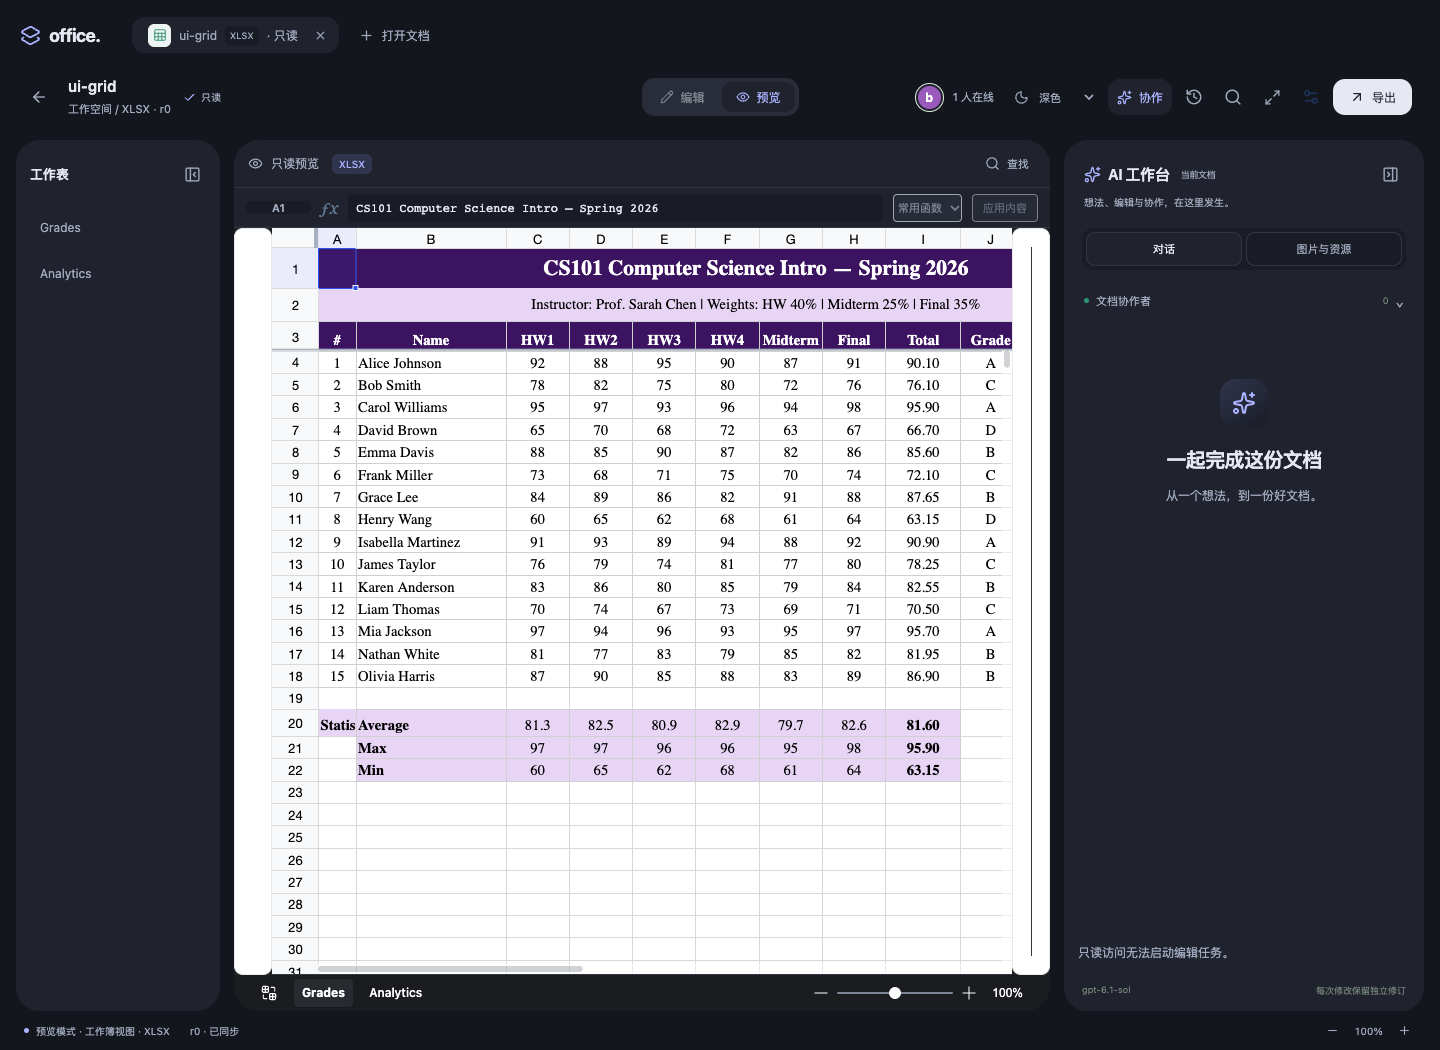 office.
ui-grid XLSX · 只读
打开文档
ui-grid
工作空间 / XLSX · r0
只读
编辑 预览
b 1 人在线 深色 协作 导出
工作表
Grades
Analytics
只读预览 XLSX 查找
A1 fx CS101 Computer Science Intro — Spring 2026 常用函数 应用内容
A B C D E F G H I J
1 CS101 Computer Science Intro — Spring 2026
2 Instructor: Prof. Sarah Chen | Weights: HW 40% | Midterm 25% | Final 35%
3 # Name HW1 HW2 HW3 HW4 Midterm Final Total Grade
4 1 Alice Johnson 92 88 95 90 87 91 90.10 A
5 2 Bob Smith 78 82 75 80 72 76 76.10 C
6 3 Carol Williams 95 97 93 96 94 98 95.90 A
7 4 David Brown 65 70 68 72 63 67 66.70 D
8 5 Emma Davis 88 85 90 87 82 86 85.60 B
9 6 Frank Miller 73 68 71 75 70 74 72.10 C
10 7 Grace Lee 84 89 86 82 91 88 87.65 B
11 8 Henry Wang 60 65 62 68 61 64 63.15 D
12 9 Isabella Martinez 91 93 89 94 88 92 90.90 A
13 10 James Taylor 76 79 74 81 77 80 78.25 C
14 11 Karen Anderson 83 86 80 85 79 84 82.55 B
15 12 Liam Thomas 70 74 67 73 69 71 70.50 C
16 13 Mia Jackson 97 94 96 93 95 97 95.70 A
17 14 Nathan White 81 77 83 79 85 82 81.95 B
18 15 Olivia Harris 87 90 85 88 83 89 86.90 B
19
20 Statis Average 81.3 82.5 80.9 82.9 79.7 82.6 81.60
21 Max 97 97 96 96 95 98 95.90
22 Min 60 65 62 68 61 64 63.15
23
24
25
26
27
28
29
30
31
Grades Analytics 100%
AI 工作台 当前文档
想法、编辑与协作，在这里发生。
对话 图片与资源
文档协作者 0
一起完成这份文档
从一个想法，到一份好文档。
只读访问无法启动编辑任务。
gpt-6.1-sol 每次修改保留独立修订
预览模式 · 工作簿视图 · XLSX r0 · 已同步 100%